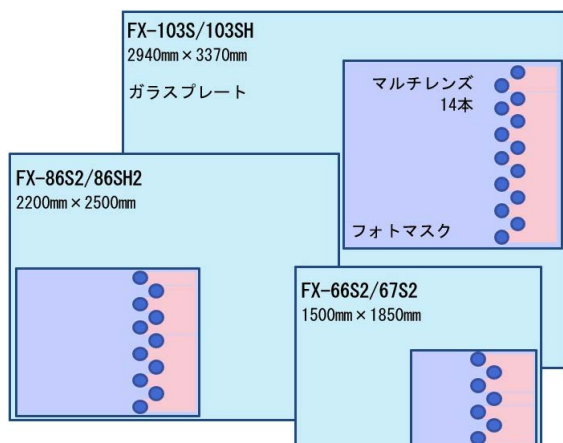 FX-103S/103SH
2940mm×3370mm
ガラスプレート
マルチレンズ
14本
フォトマスク
FX-86S2/86SH2
2200mm×2500mm
FX-66S2/67S2
1500mm×1850mm